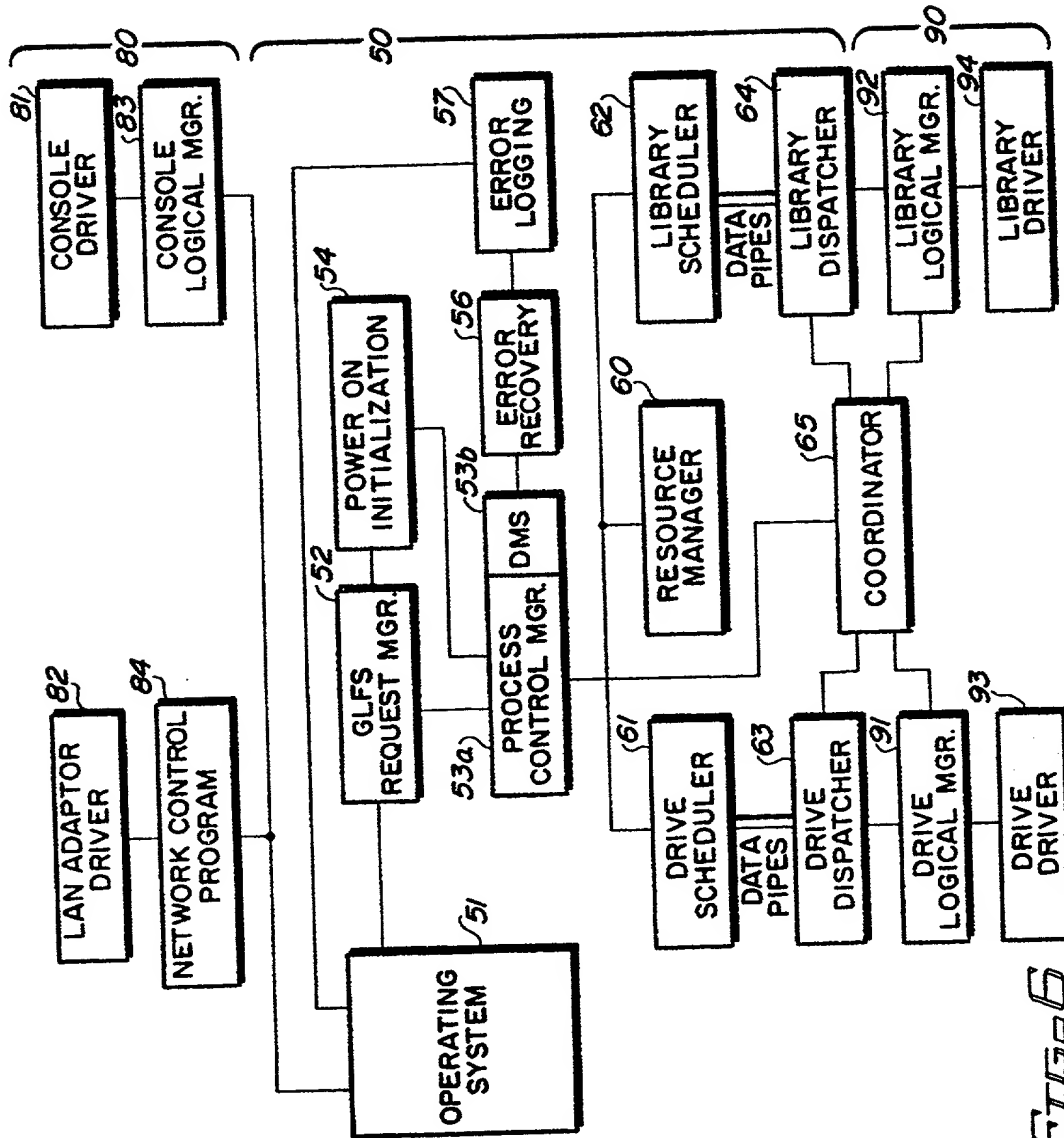 80
CONSOLE
DRIVER
81
CONSOLE
LOGICAL MGR.
83
LAN ADAPTOR
DRIVER
82
NETWORK CONTROL
PROGRAM
84
50
OPERATING
SYSTEM
51
GLFS
REQUEST MGR.
52
POWER ON
INITIALIZATION
54
PROCESS
CONTROL MGR.
53a
DMS
53b
ERROR
RECOVERY
56
ERROR
LOGGING
57
DRIVE
SCHEDULER
61
RESOURCE
MANAGER
60
LIBRARY
SCHEDULER
62
DATA
PIPES
DATA
PIPES
DRIVE
DISPATCHER
63
LIBRARY
DISPATCHER
64
COORDINATOR
65
90
DRIVE
LOGICAL MGR.
91
LIBRARY
LOGICAL MGR.
92
DRIVE
DRIVER
93
LIBRARY
DRIVER
94
FIG-6